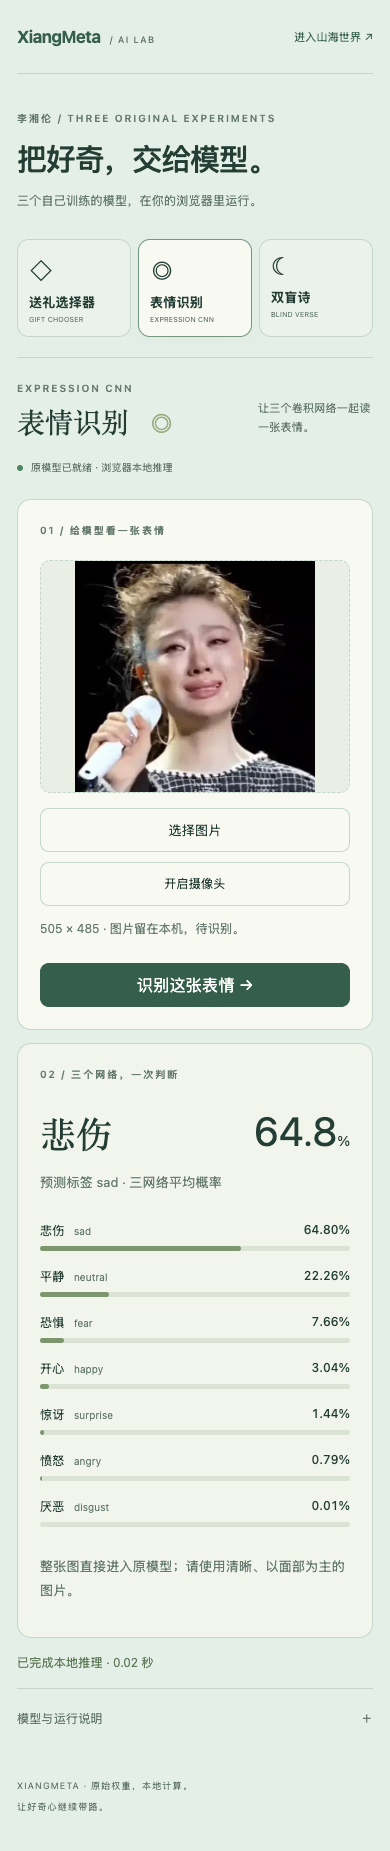 XiangMeta / AI LAB 进入山海世界 ↗
李湘伦 / THREE ORIGINAL EXPERIMENTS
把好奇，交给模型。
三个自己训练的模型，在你的浏览器里运行。
送礼选择器
GIFT CHOOSER
表情识别
EXPRESSION CNN
双盲诗
BLIND VERSE
EXPRESSION CNN
表情识别
让三个卷积网络一起读
一张表情。
原模型已就绪 · 浏览器本地推理
01 / 给模型看一张表情
选择图片
开启摄像头
505 × 485 · 图片留在本机，待识别。
识别这张表情 →
02 / 三个网络，一次判断
悲伤 64.8%
预测标签 sad · 三网络平均概率
悲伤 sad 64.80%
平静 neutral 22.26%
恐惧 fear 7.66%
开心 happy 3.04%
惊讶 surprise 1.44%
愤怒 angry 0.79%
厌恶 disgust 0.01%
整张图直接进入原模型；请使用清晰、以面部为主的
图片。
已完成本地推理 · 0.02 秒
模型与运行说明 +
XIANGMETA · 原始权重，本地计算。
让好奇心继续带路。